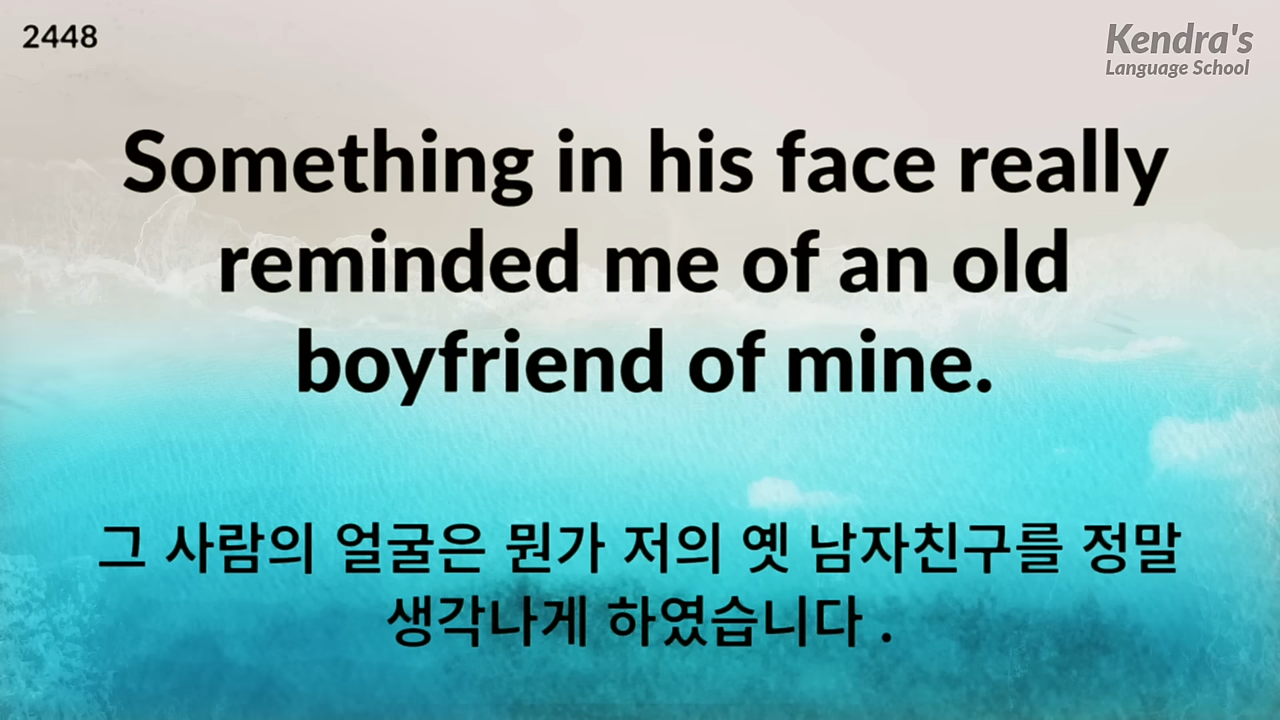 2448
Kendra's
Language School
Something in his face really
reminded me of an old
boyfriend of mine.
그 사람의 얼굴은 뭔가 저의 옛 남자친구를 정말
생각나게 하였습니다 .